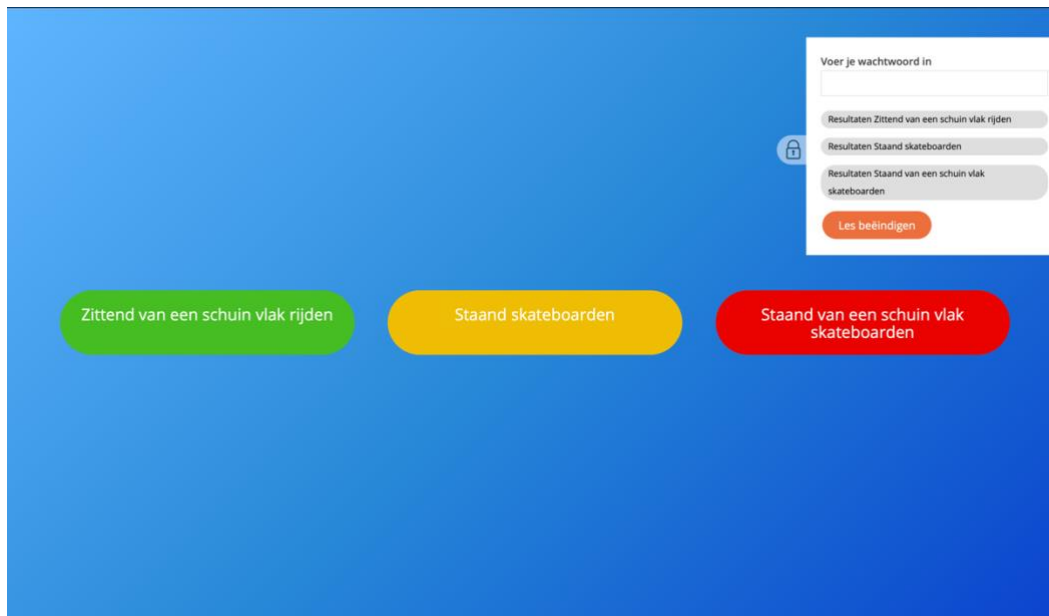 Voer je wachtwoord in
Resultaten Zittend van een schuin vlak rijden
Resultaten Staand skateboarden
Resultaten Staand van een schuin vlak
skateboarden
Les beëindigen
Zittend van een schuin vlak rijden
Staand skateboarden
Staand van een schuin vlak
skateboarden